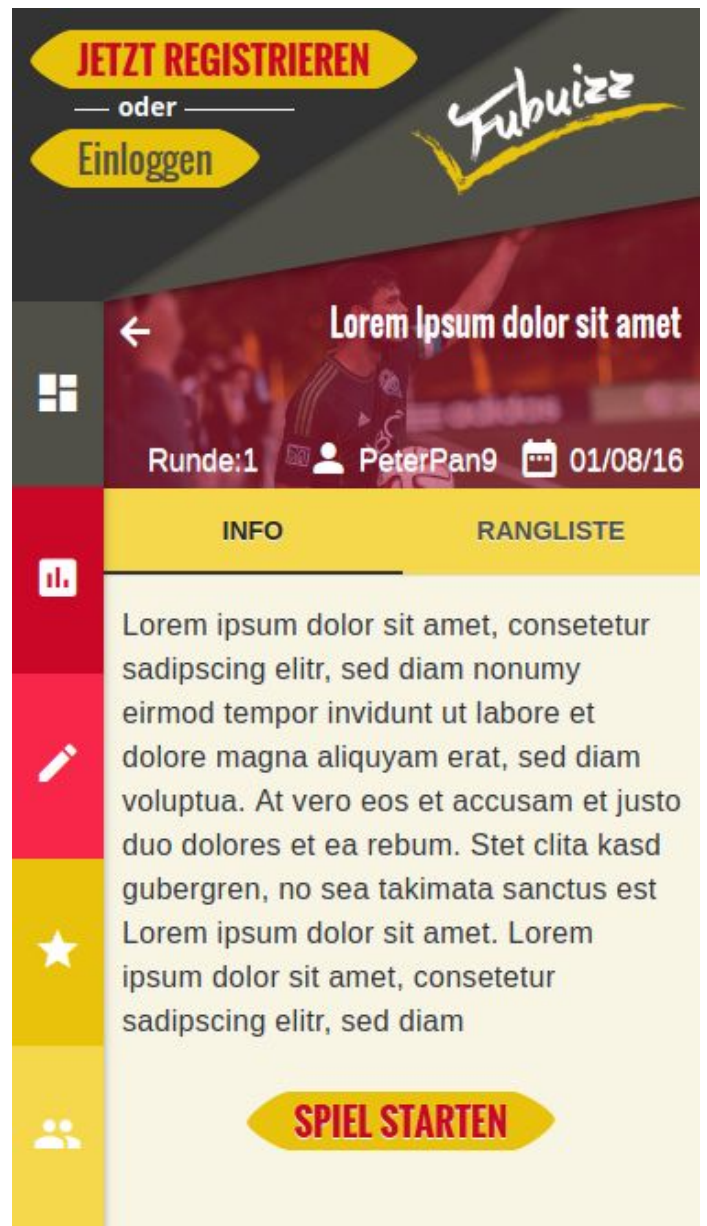 JETZT REGISTRIEREN
oder
Einloggen
Fubuizz
Lorem Ipsum dolor sit amet
adidas
Runde:1 PeterPan9 01/08/16
INFO RANGLISTE
Lorem ipsum dolor sit amet, consetetur
sadipscing elitr, sed diam nonumy
eirmod tempor invidunt ut labore et
dolore magna aliquyam erat, sed diam
voluptua. At vero eos et accusam et justo
duo dolores et ea rebum. Stet clita kasd
gubergren, no sea takimata sanctus est
Lorem ipsum dolor sit amet. Lorem
ipsum dolor sit amet, consetetur
sadipscing elitr, sed diam
SPIEL STARTEN